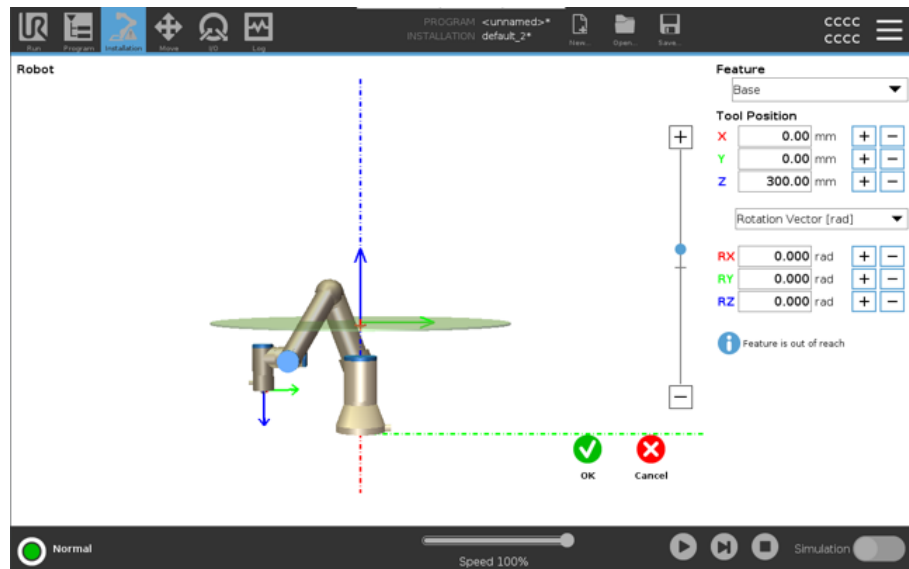 UR
PROGRAM <unnamed>*
INSTALLATION default_2*
cccc
cccc
Run Program Installation Move I/O Log
New... Open... Save...
Robot
Feature
Base
Tool Position
X 0.00 mm + −
Y 0.00 mm + −
Z 300.00 mm + −
Rotation Vector [rad]
RX 0.000 rad + −
RY 0.000 rad + −
RZ 0.000 rad + −
Feature is out of reach
+
−
OK
Cancel
Normal
Speed 100%
Simulation